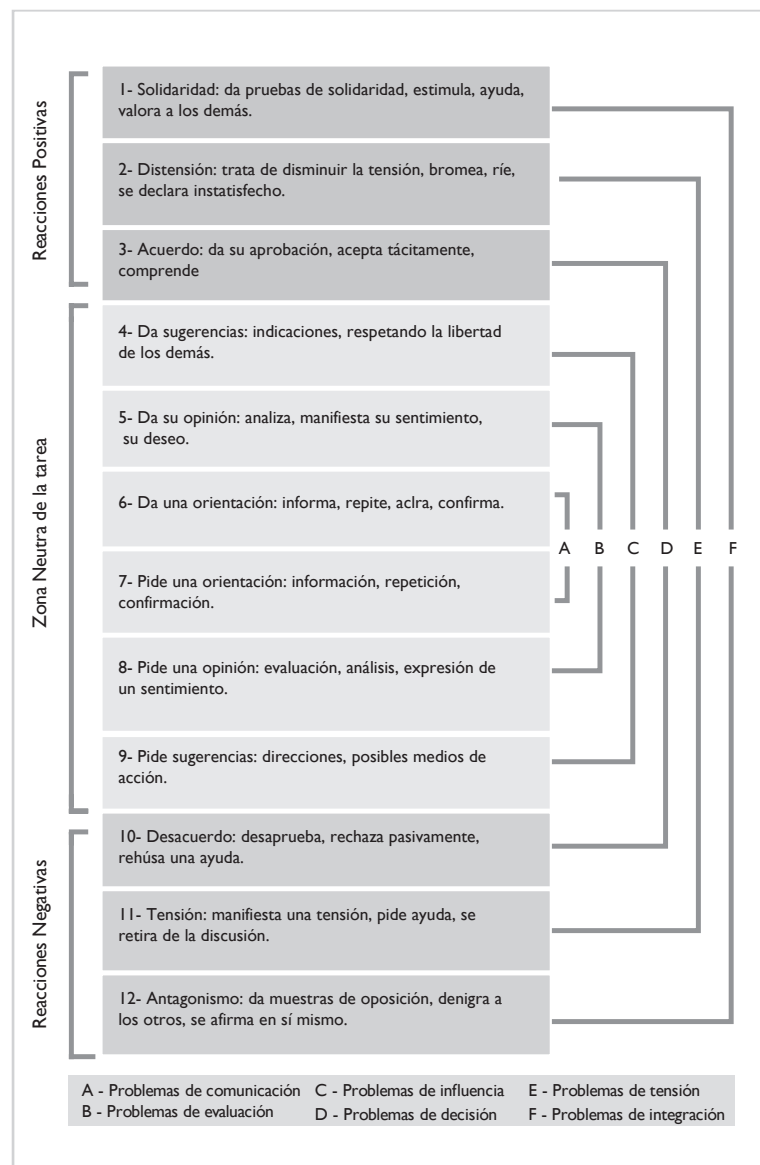 Reacciones Positivas
1- Solidaridad: da pruebas de solidaridad, estimula, ayuda,
valora a los demás.
2- Distensión: trata de disminuir la tensión, bromea, ríe,
se declara instatisfecho.
3- Acuerdo: da su aprobación, acepta tácitamente,
comprende
Zona Neutra de la tarea
4- Da sugerencias: indicaciones, respetando la libertad
de los demás.
5- Da su opinión: analiza, manifiesta su sentimiento,
su deseo.
6- Da una orientación: informa, repite, aclra, confirma.
7- Pide una orientación: información, repetición,
confirmación.
8- Pide una opinión: evaluación, análisis, expresión de
un sentimiento.
9- Pide sugerencias: direcciones, posibles medios de
acción.
Reacciones Negativas
10- Desacuerdo: desaprueba, rechaza pasivamente,
rehúsa una ayuda.
11- Tensión: manifiesta una tensión, pide ayuda, se
retira de la discusión.
12- Antagonismo: da muestras de oposición, denigra a
los otros, se afirma en sí mismo.
A B C D E F
A - Problemas de comunicación C - Problemas de influencia E - Problemas de tensión
B - Problemas de evaluación D - Problemas de decisión F - Problemas de integración